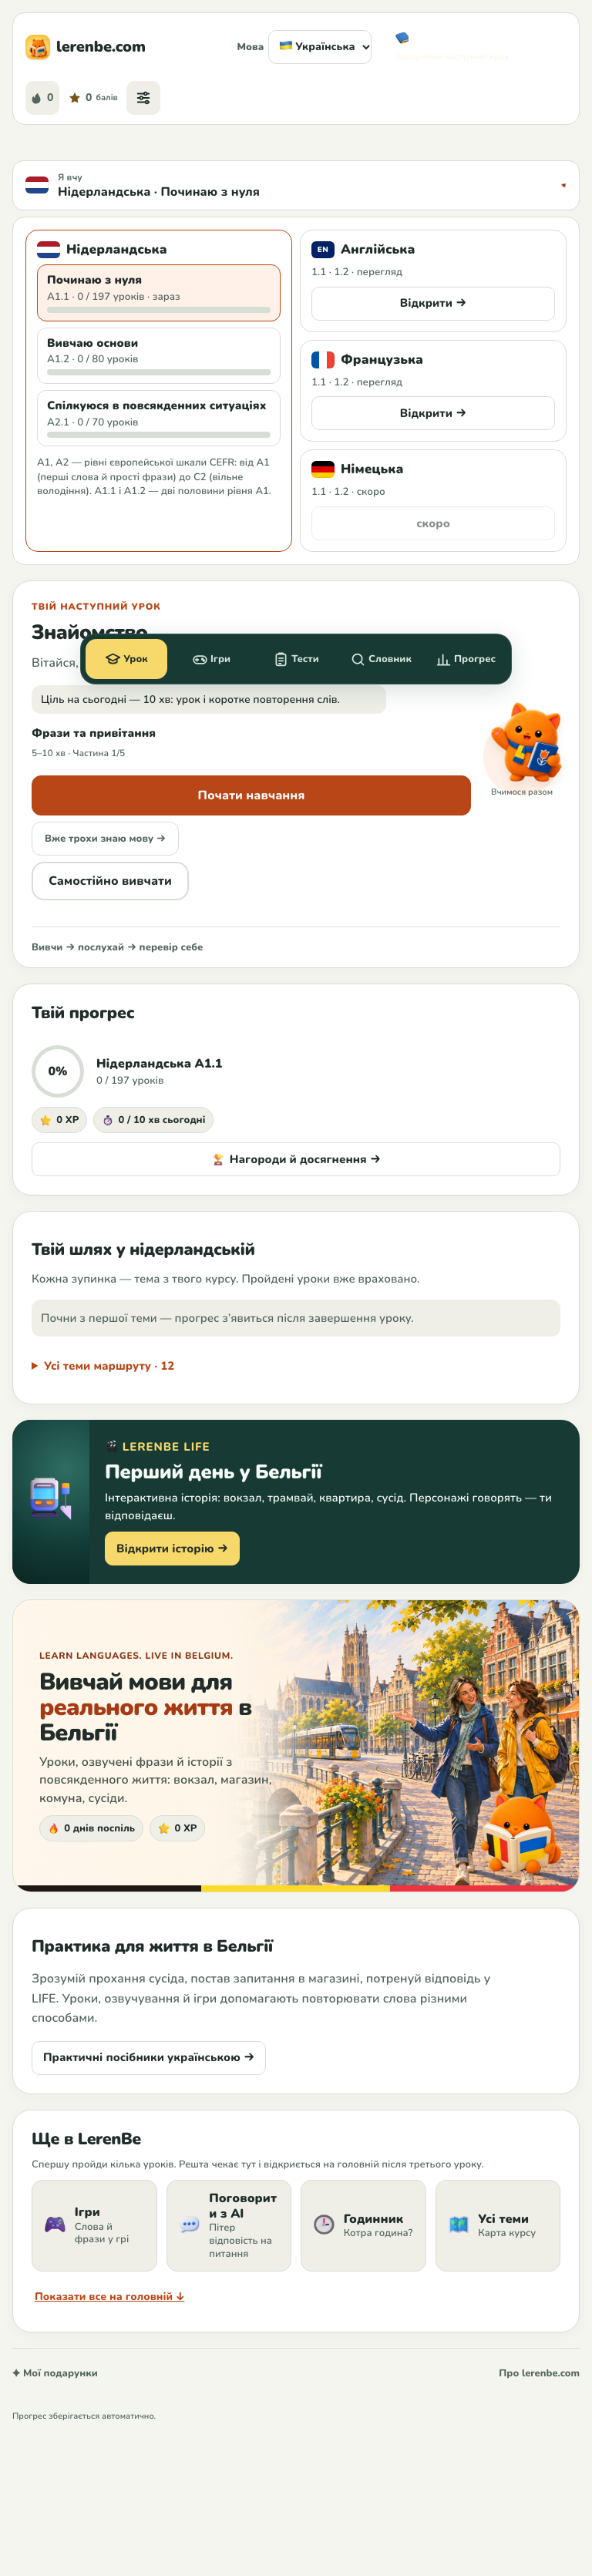 lerenbe.com
Мова
Українська
0
0 балів
Я вчу
Нідерландська · Починаю з нуля
Нідерландська
Починаю з нуля
A1.1 · 0 / 197 уроків · зараз
Вивчаю основи
A1.2 · 0 / 80 уроків
Спілкуюся в повсякденних ситуаціях
A2.1 · 0 / 70 уроків
A1, A2 — рівні європейської шкали CEFR: від A1
(перші слова й прості фрази) до C2 (вільне
володіння). A1.1 і A1.2 — дві половини рівня A1.
EN Англійська
1.1 · 1.2 · перегляд
Відкрити →
Французька
1.1 · 1.2 · перегляд
Відкрити →
Німецька
1.1 · 1.2 · скоро
скоро
ТВІЙ НАСТУПНИЙ УРОК
Знайомство
Вітайся,
Урок
Ігри
Тести
Словник
Прогрес
Ціль на сьогодні — 10 хв: урок і коротке повторення слів.
Фрази та привітання
5–10 хв · Частина 1/5
Почати навчання
Вчимося разом
Вже трохи знаю мову →
Самостійно вивчати
Вивчи → послухай → перевір себе
Твій прогрес
0%
Нідерландська A1.1
0 / 197 уроків
0 XP
0 / 10 хв сьогодні
Нагороди й досягнення →
Твій шлях у нідерландській
Кожна зупинка — тема з твого курсу. Пройдені уроки вже враховано.
Почни з першої теми — прогрес з’явиться після завершення уроку.
Усі теми маршруту · 12
LERENBE LIFE
Перший день у Бельгії
Інтерактивна історія: вокзал, трамвай, квартира, сусід. Персонажі говорять — ти
відповідаєш.
Відкрити історію →
LEARN LANGUAGES. LIVE IN BELGIUM.
Вивчай мови для
реального життя в
Бельгії
Уроки, озвучені фрази й історії з
повсякденного життя: вокзал, магазин,
комуна, сусіди.
0 днів поспіль
0 XP
Практика для життя в Бельгії
Зрозумій прохання сусіда, постав запитання в магазині, потренуй відповідь у
LIFE. Уроки, озвучування й ігри допомагають повторювати слова різними
способами.
Практичні посібники українською →
Ще в LerenBe
Спершу пройди кілька уроків. Решта чекає тут і відкриється на головній після третього уроку.
Ігри
Слова й
фрази у грі
Поговорит
и з AI
Пітер
відповість на
питання
Годинник
Котра година?
Усі теми
Карта курсу
Показати все на головній ↓
✦ Мої подарунки
Про lerenbe.com
Прогрес зберігається автоматично.